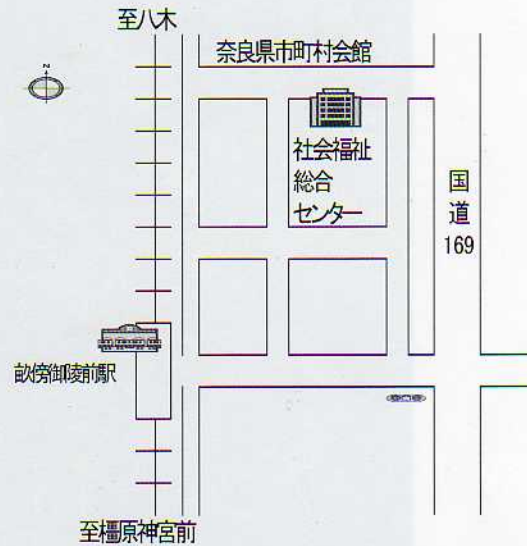 至八木
N
奈良県市町村会館
社会福祉
総合
センター
国
道
169
畝傍御陵前駅
至橿原神宮前